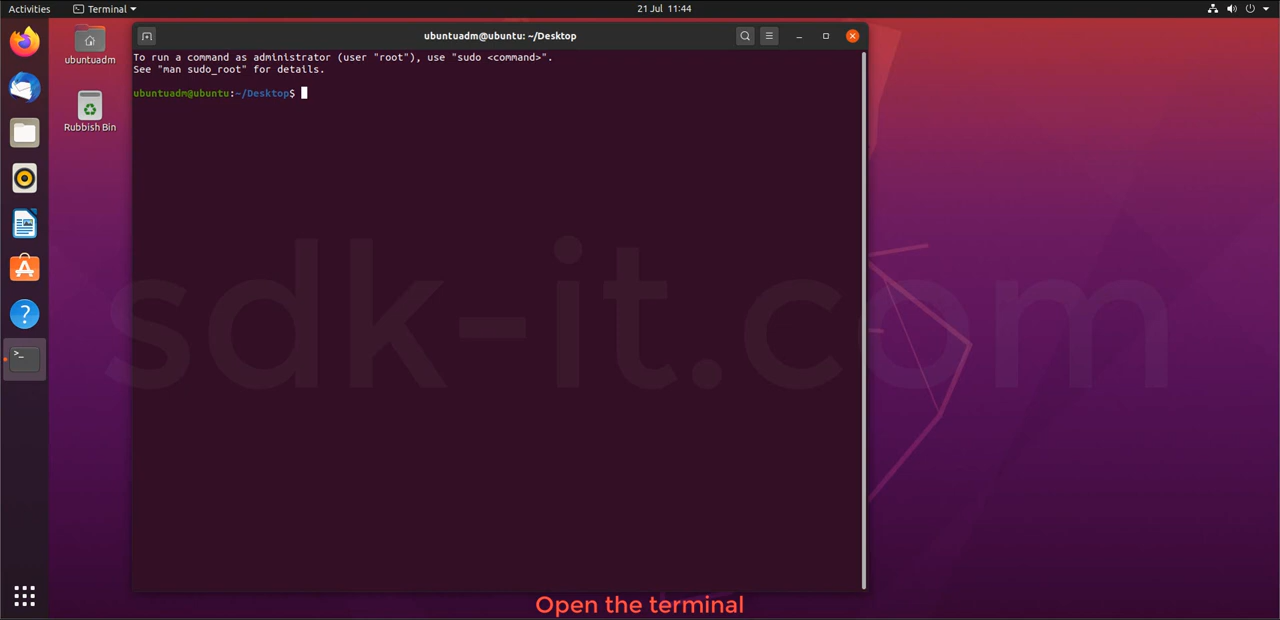 Activities
Terminal
21 Jul 11:44
ubuntuadm@ubuntu: ~/Desktop
ubuntuadm
Rubbish Bin
To run a command as administrator (user "root"), use "sudo <command>".
See "man sudo_root" for details.
ubuntuadm@ubuntu:~/Desktop$
sdk-it.com
Open the terminal